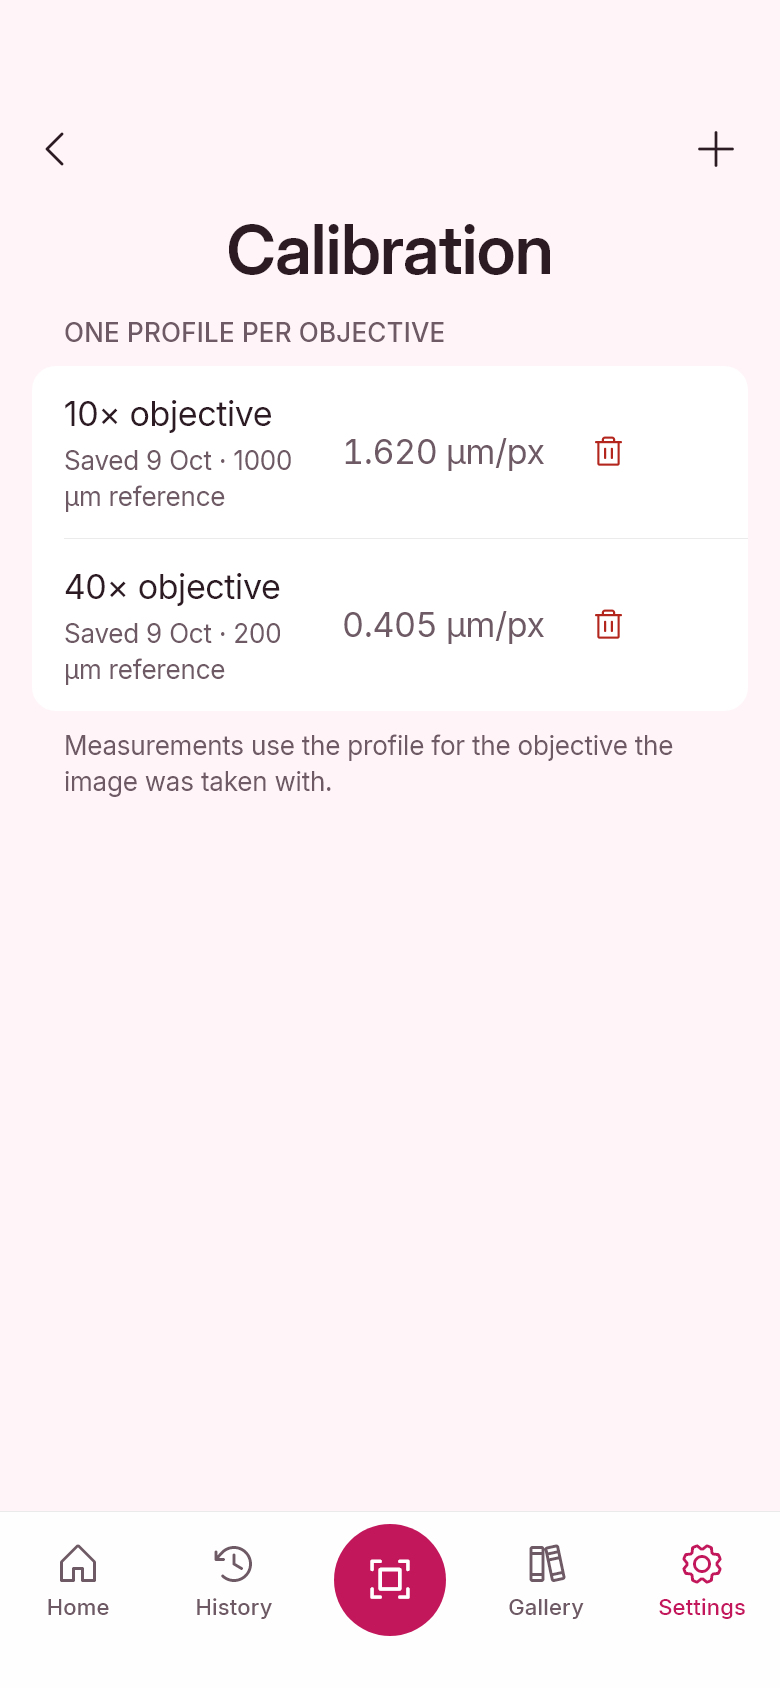 Calibration
ONE PROFILE PER OBJECTIVE
10× objective
Saved 9 Oct · 1000
µm reference
1.620 µm/px
40× objective
Saved 9 Oct · 200
µm reference
0.405 µm/px
Measurements use the profile for the objective the
image was taken with.
Home
History
Gallery
Settings